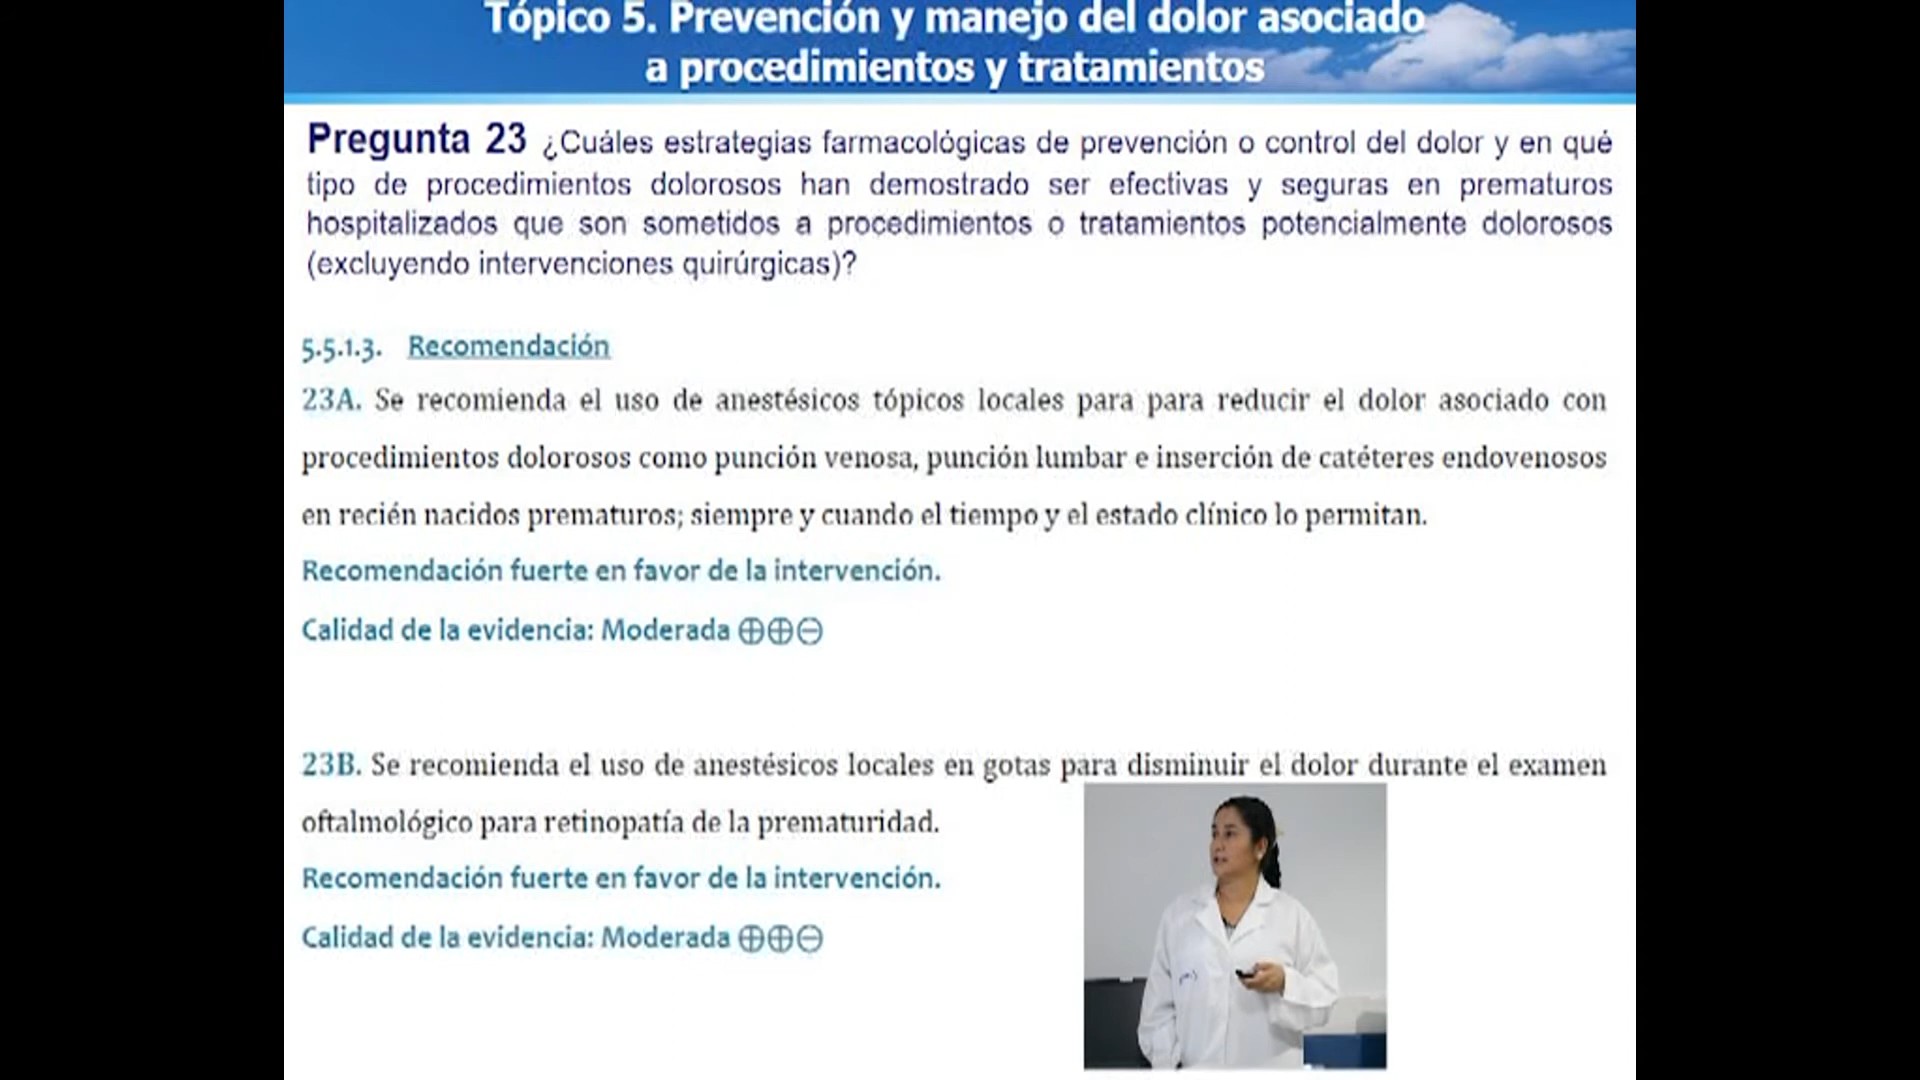 Tópico 5. Prevención y manejo del dolor asociado
a procedimientos y tratamientos
Pregunta 23 ¿Cuáles estrategias farmacológicas de prevención o control del dolor y en qué
tipo de procedimientos dolorosos han demostrado ser efectivas y seguras en prematuros
hospitalizados que son sometidos a procedimientos o tratamientos potencialmente dolorosos
(excluyendo intervenciones quirúrgicas)?
5.5.1.3. Recomendación
23A. Se recomienda el uso de anestésicos tópicos locales para para reducir el dolor asociado con
procedimientos dolorosos como punción venosa, punción lumbar e inserción de catéteres endovenosos
en recién nacidos prematuros; siempre y cuando el tiempo y el estado clínico lo permitan.
Recomendación fuerte en favor de la intervención.
Calidad de la evidencia: Moderada ⊕⊕⊖
23B. Se recomienda el uso de anestésicos locales en gotas para disminuir el dolor durante el examen
oftalmológico para retinopatía de la prematuridad.
Recomendación fuerte en favor de la intervención.
Calidad de la evidencia: Moderada ⊕⊕⊖